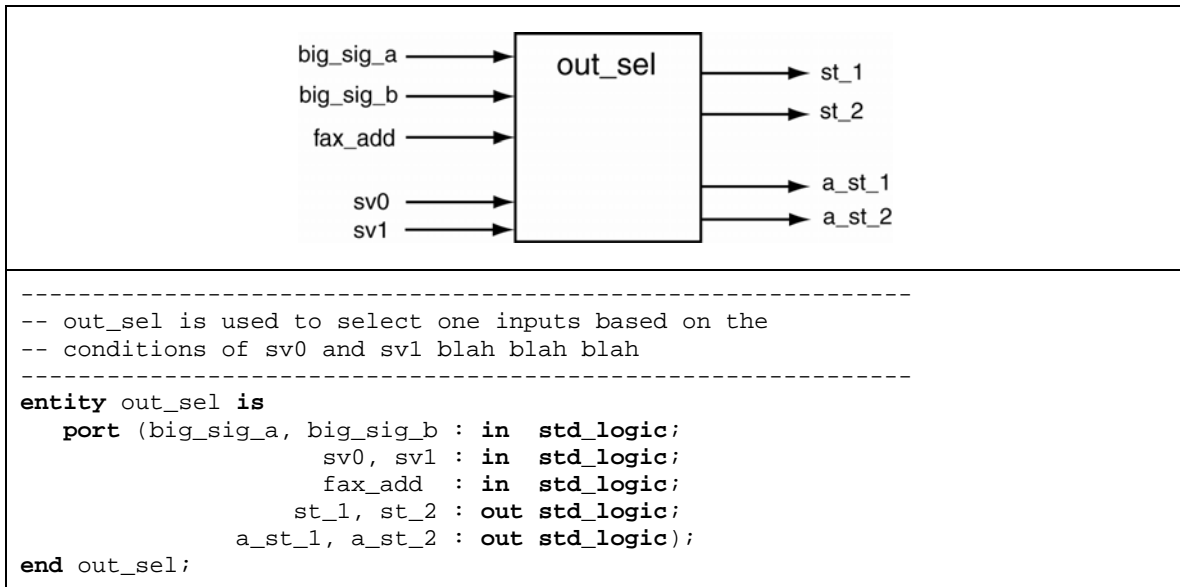 big_sig_a
out_sel
st_1
big_sig_b
st_2
fax_add
a_st_1
sv0
a_st_2
sv1
---------------------------------------------------------------
-- out_sel is used to select one inputs based on the
-- conditions of sv0 and sv1 blah blah blah
---------------------------------------------------------------
entity out_sel is
   port (big_sig_a, big_sig_b : in  std_logic;
                     sv0, sv1 : in  std_logic;
                     fax_add  : in  std_logic;
                   st_1, st_2 : out std_logic;
               a_st_1, a_st_2 : out std_logic);
end out_sel;